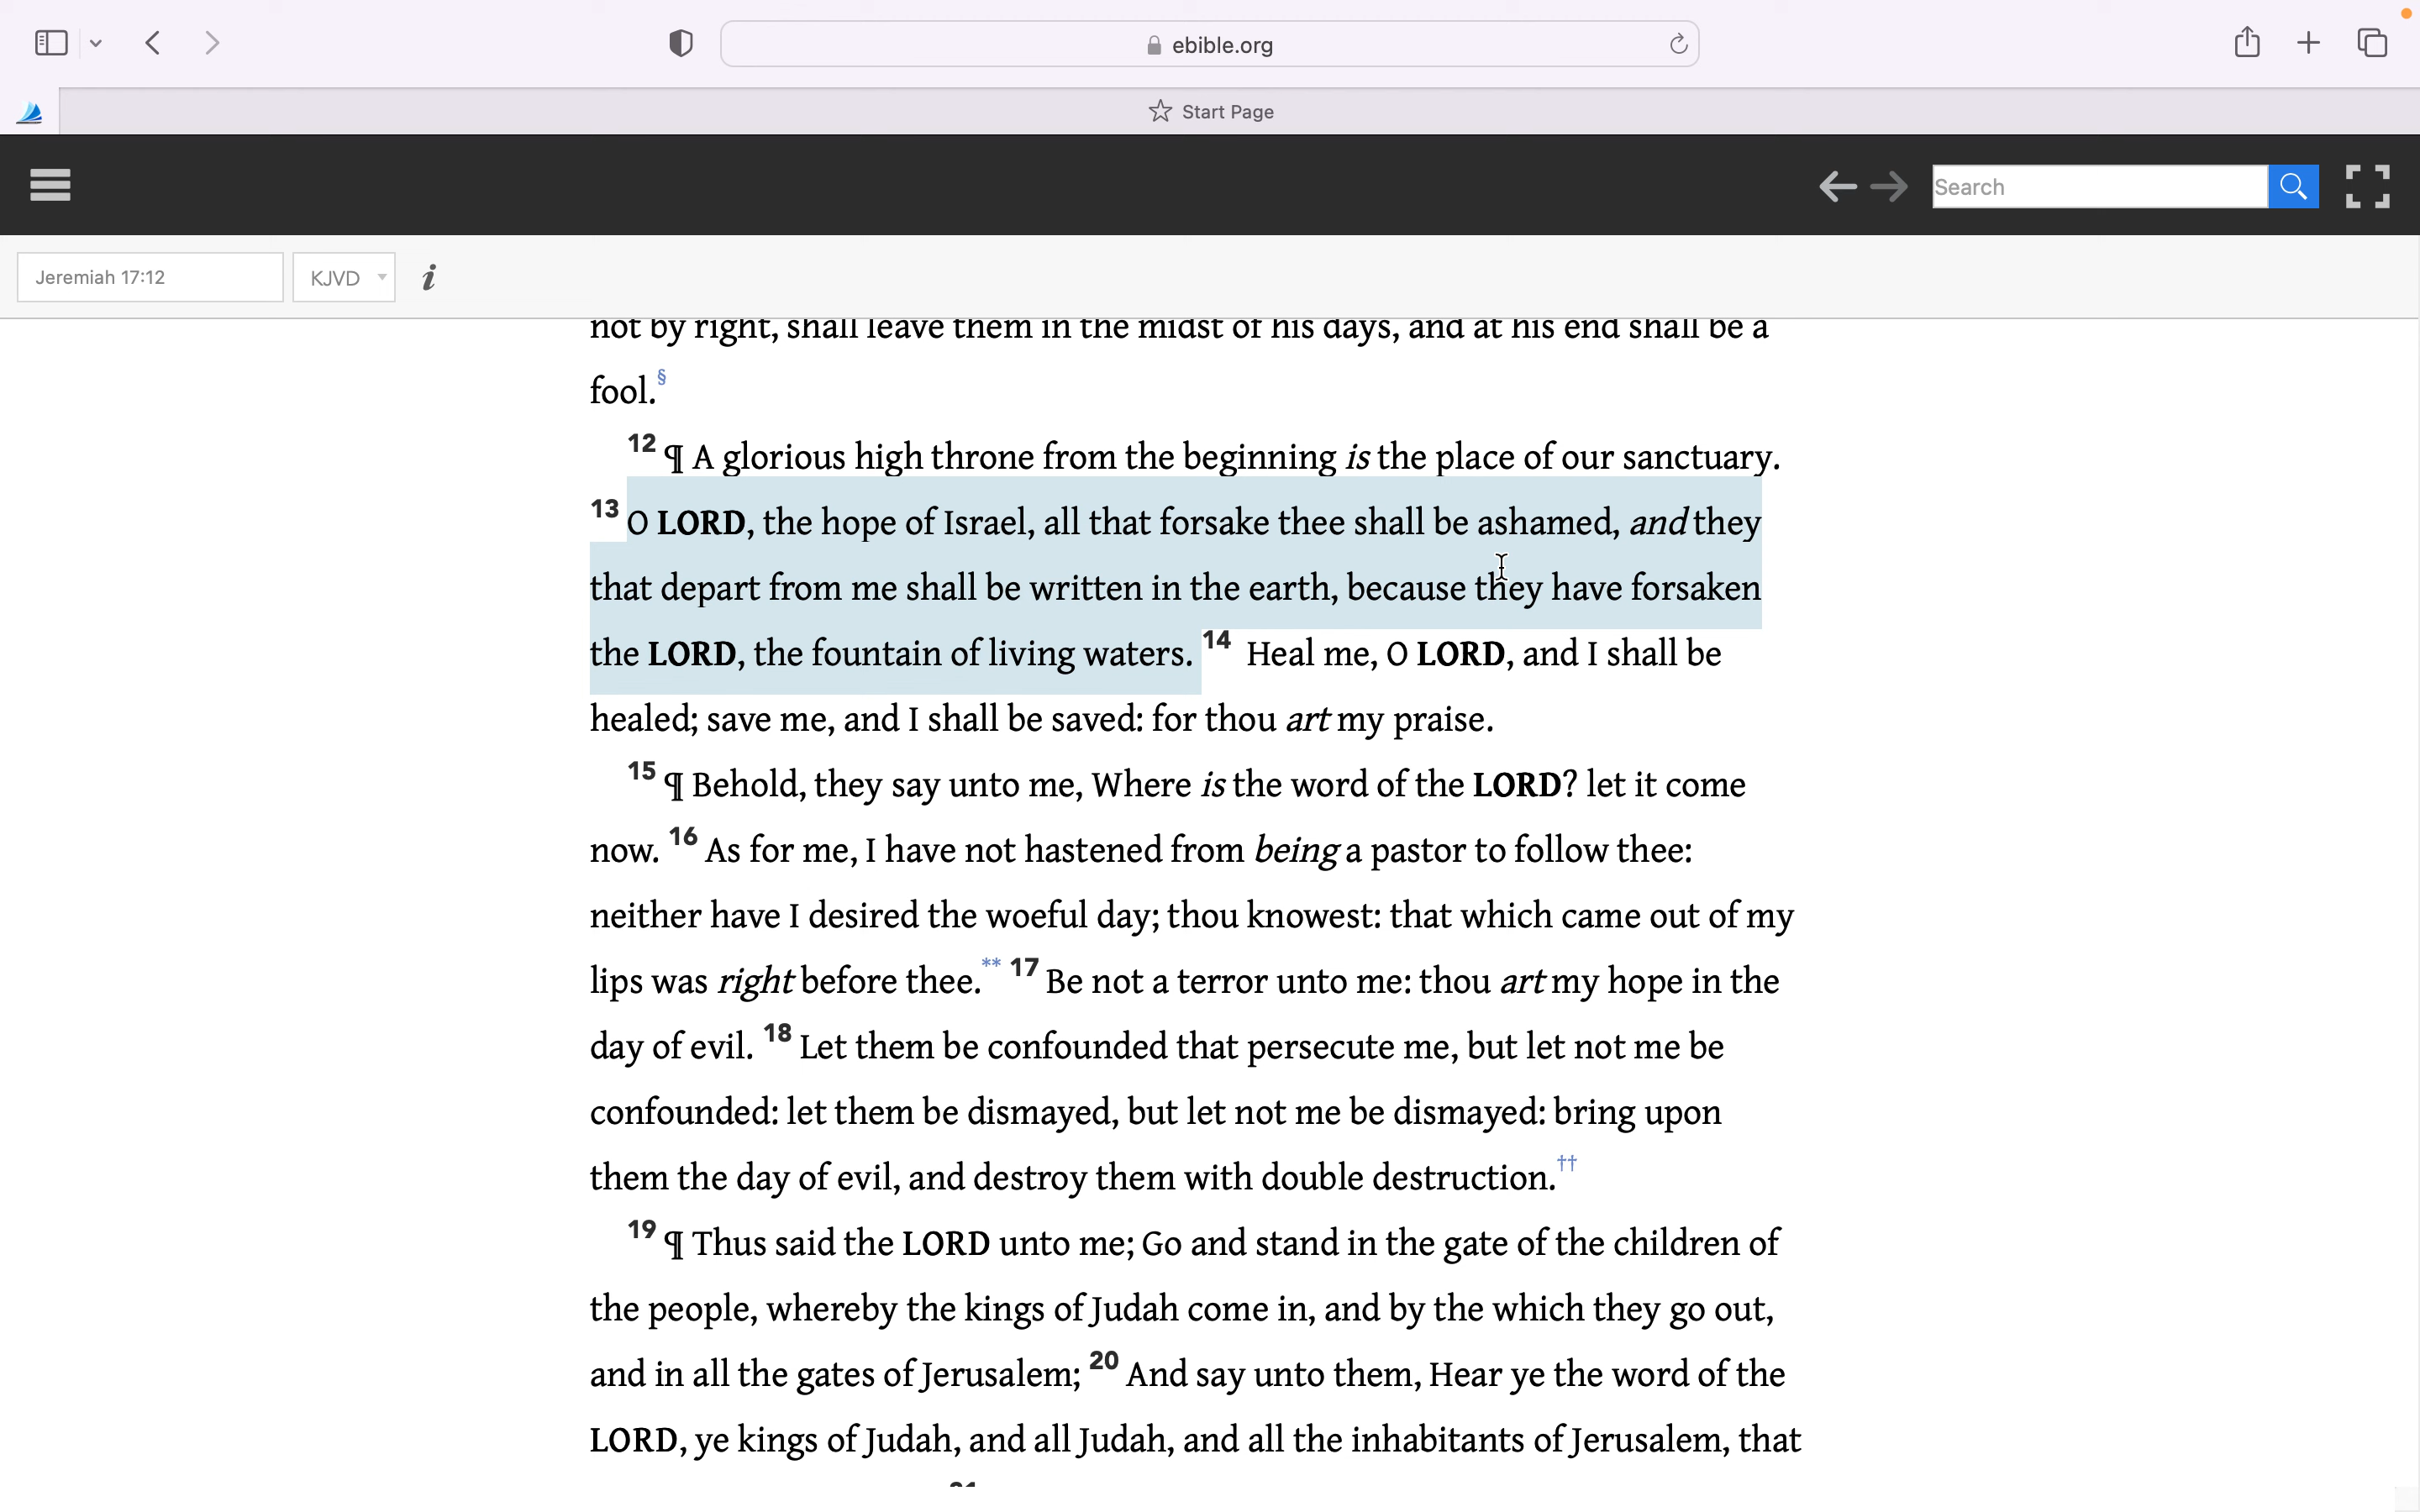 ebible.org
Start Page
Search
Jeremiah 17:12
KJVD
i
not by right, shall leave them in the midst of his days, and at his end shall be a
fool.§
12 ¶ A glorious high throne from the beginning is the place of our sanctuary.
13 O LORD, the hope of Israel, all that forsake thee shall be ashamed, and they
that depart from me shall be written in the earth, because they have forsaken
the LORD, the fountain of living waters. 14 Heal me, O LORD, and I shall be
healed; save me, and I shall be saved: for thou art my praise.
15 ¶ Behold, they say unto me, Where is the word of the LORD? let it come
now. 16 As for me, I have not hastened from being a pastor to follow thee:
neither have I desired the woeful day; thou knowest: that which came out of my
lips was right before thee.** 17 Be not a terror unto me: thou art my hope in the
day of evil. 18 Let them be confounded that persecute me, but let not me be
confounded: let them be dismayed, but let not me be dismayed: bring upon
them the day of evil, and destroy them with double destruction.††
19 ¶ Thus said the LORD unto me; Go and stand in the gate of the children of
the people, whereby the kings of Judah come in, and by the which they go out,
and in all the gates of Jerusalem; 20 And say unto them, Hear ye the word of the
LORD, ye kings of Judah, and all Judah, and all the inhabitants of Jerusalem, that